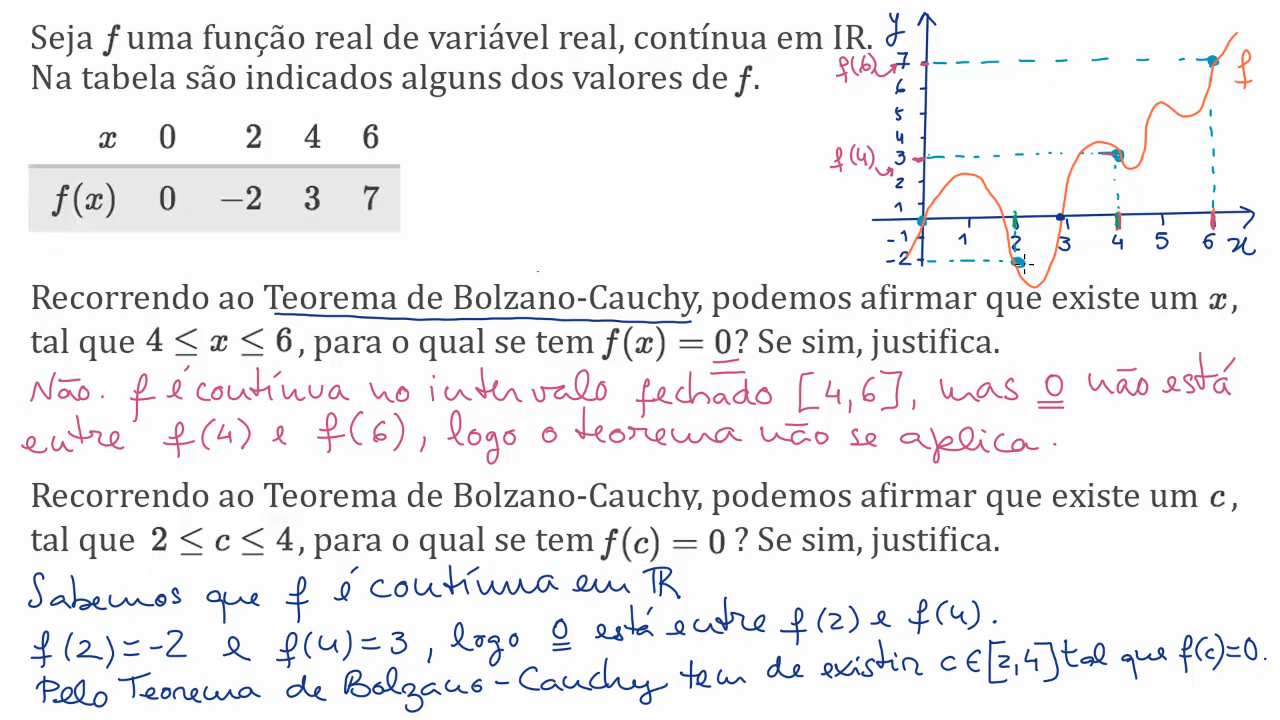 Seja f uma função real de variável real, contínua em IR.
Na tabela são indicados alguns dos valores de f.
x 0 2 4 6
f(x) 0 −2 3 7
y
f(6) 7
6
5
4
f(4) 3
2
1
-1
-2
1 2 3 4 5 6 x
f
Recorrendo ao Teorema de Bolzano-Cauchy, podemos afirmar que existe um x,
tal que 4 ≤ x ≤ 6, para o qual se tem f(x) = 0? Se sim, justifica.
Não. f é contínua no intervalo fechado [4,6], mas 0 não está
entre f(4) e f(6), logo o teorema não se aplica.
Recorrendo ao Teorema de Bolzano-Cauchy, podemos afirmar que existe um c,
tal que 2 ≤ c ≤ 4, para o qual se tem f(c) = 0 ? Se sim, justifica.
Sabemos que f é contínua em IR
f(2)=-2 e f(4)=3, logo 0 está entre f(2) e f(4).
Pelo Teorema de Bolzano-Cauchy tem de existir c ∈ [2,4] tal que f(c)=0.